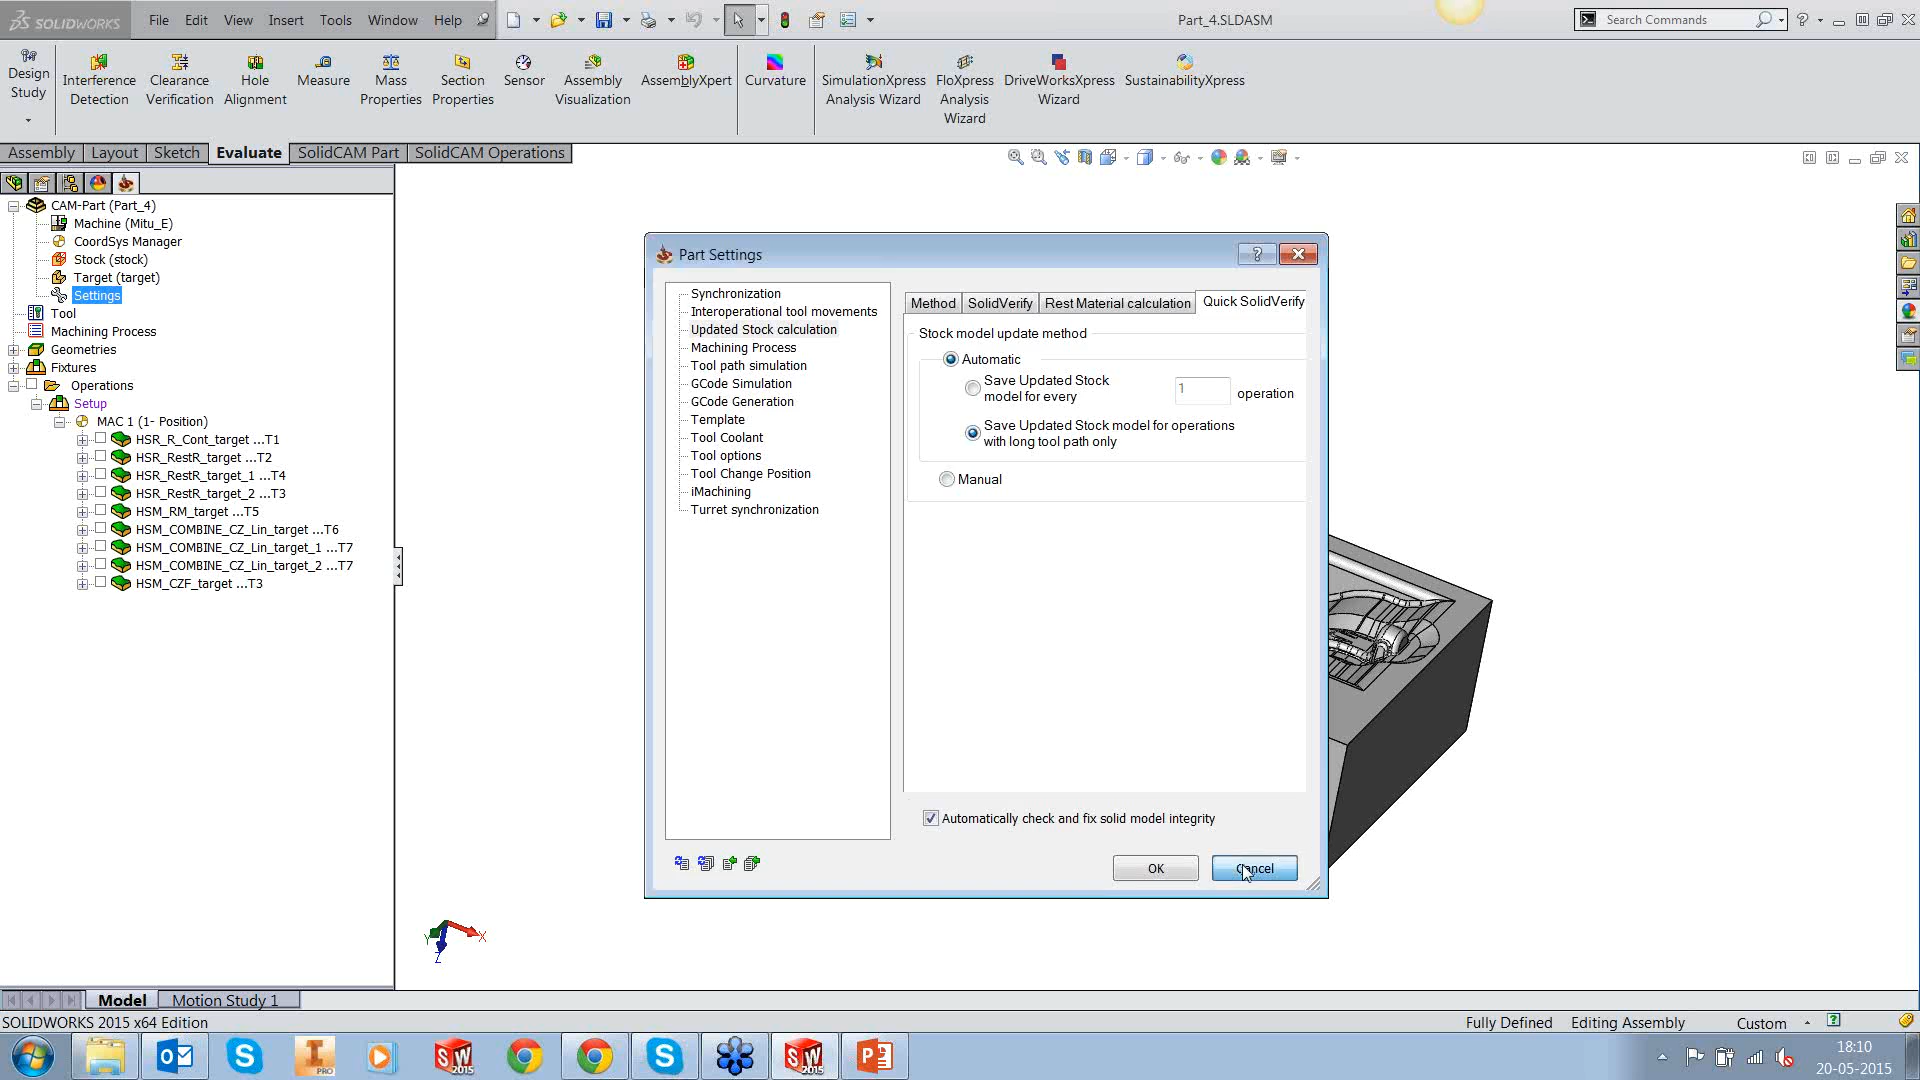 SOLIDWORKS File Edit View Insert Tools Window Help Part_4.SLDASM Search Commands
Design Study
Interference Detection
Clearance Verification
Hole Alignment
Measure
Mass Properties
Section Properties
Sensor
Assembly Visualization
AssemblyXpert
Curvature
SimulationXpress Analysis Wizard
FloXpress Analysis Wizard
DriveWorksXpress Wizard
SustainabilityXpress
Assembly Layout Sketch Evaluate SolidCAM Part SolidCAM Operations
CAM-Part (Part_4)
Machine (Mitu_E)
CoordSys Manager
Stock (stock)
Target (target)
Settings
Tool
Machining Process
Geometries
Fixtures
Operations
Setup
MAC 1 (1- Position)
HSR_R_Cont_target ...T1
HSR_RestR_target ...T2
HSR_RestR_target_1 ...T4
HSR_RestR_target_2 ...T3
HSM_RM_target ...T5
HSM_COMBINE_CZ_Lin_target ...T6
HSM_COMBINE_CZ_Lin_target_1 ...T7
HSM_COMBINE_CZ_Lin_target_2 ...T7
HSM_CZF_target ...T3
Part Settings
Synchronization
Interoperational tool movements
Updated Stock calculation
Machining Process
Tool path simulation
GCode Simulation
GCode Generation
Template
Tool Coolant
Tool options
Tool Change Position
iMachining
Turret synchronization
Method SolidVerify Rest Material calculation Quick SolidVerify
Stock model update method
Automatic
Save Updated Stock
model for every
1 operation
Save Updated Stock model for operations
with long tool path only
Manual
Automatically check and fix solid model integrity
OK Cancel
Y X
Z
Model Motion Study 1
SOLIDWORKS 2015 x64 Edition Fully Defined Editing Assembly Custom
18:10
20-05-2015